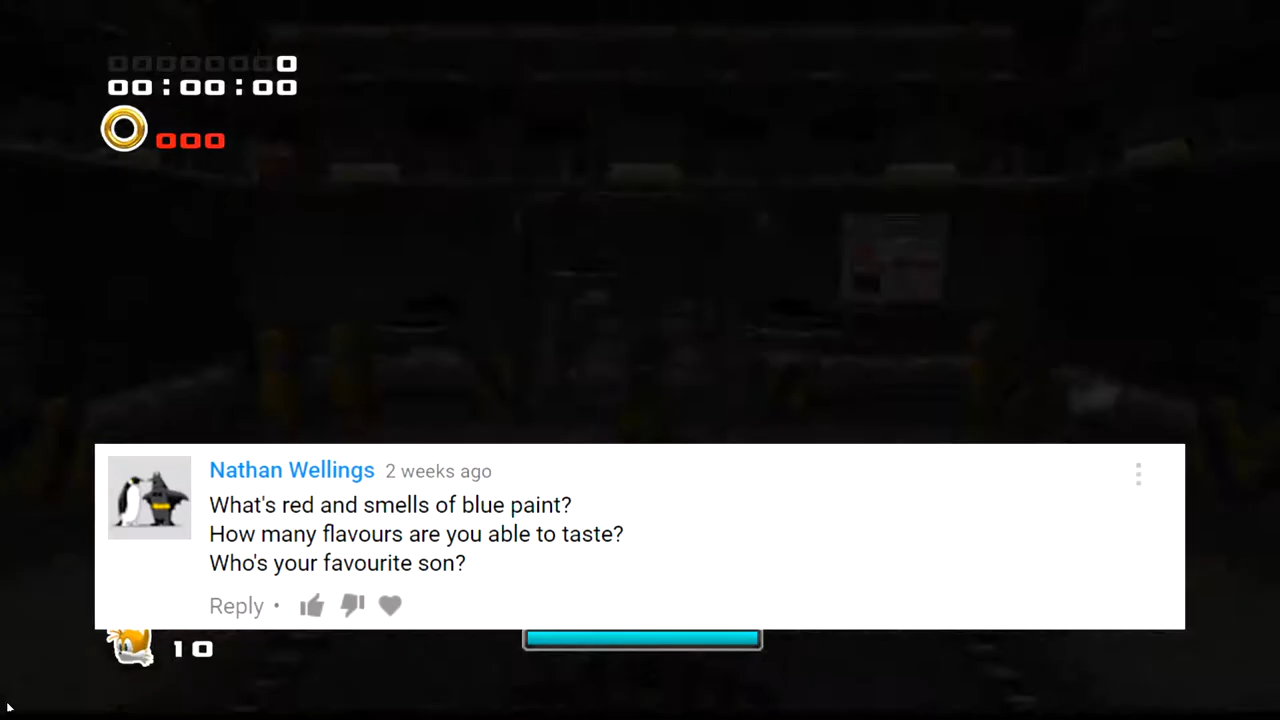 00000000
00:00:00
000
Nathan Wellings 2 weeks ago
What's red and smells of blue paint?
How many flavours are you able to taste?
Who's your favourite son?
Reply •
10